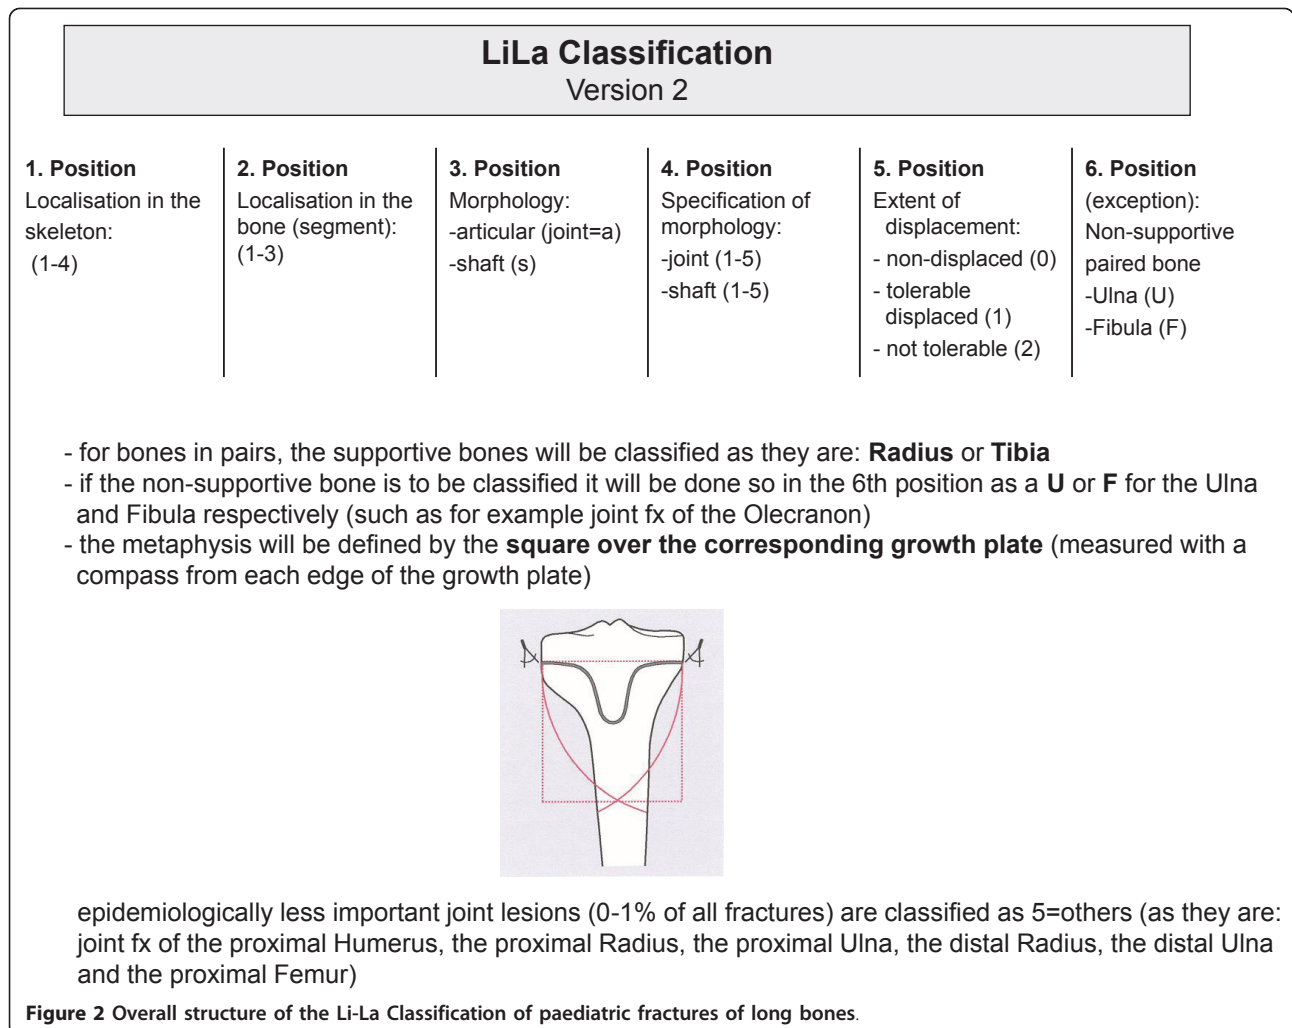 LiLa Classification
Version 2
1. Position
Localisation in the
skeleton:
(1-4)
2. Position
Localisation in the
bone (segment):
(1-3)
3. Position
Morphology:
-articular (joint=a)
-shaft (s)
4. Position
Specification of
morphology:
-joint (1-5)
-shaft (1-5)
5. Position
Extent of
displacement:
- non-displaced (0)
- tolerable
displaced (1)
- not tolerable (2)
6. Position
(exception):
Non-supportive
paired bone
-Ulna (U)
-Fibula (F)
- for bones in pairs, the supportive bones will be classified as they are: Radius or Tibia
- if the non-supportive bone is to be classified it will be done so in the 6th position as a U or F for the Ulna
and Fibula respectively (such as for example joint fx of the Olecranon)
- the metaphysis will be defined by the square over the corresponding growth plate (measured with a
compass from each edge of the growth plate)
epidemiologically less important joint lesions (0-1% of all fractures) are classified as 5=others (as they are:
joint fx of the proximal Humerus, the proximal Radius, the proximal Ulna, the distal Radius, the distal Ulna
and the proximal Femur)
Figure 2 Overall structure of the Li-La Classification of paediatric fractures of long bones.